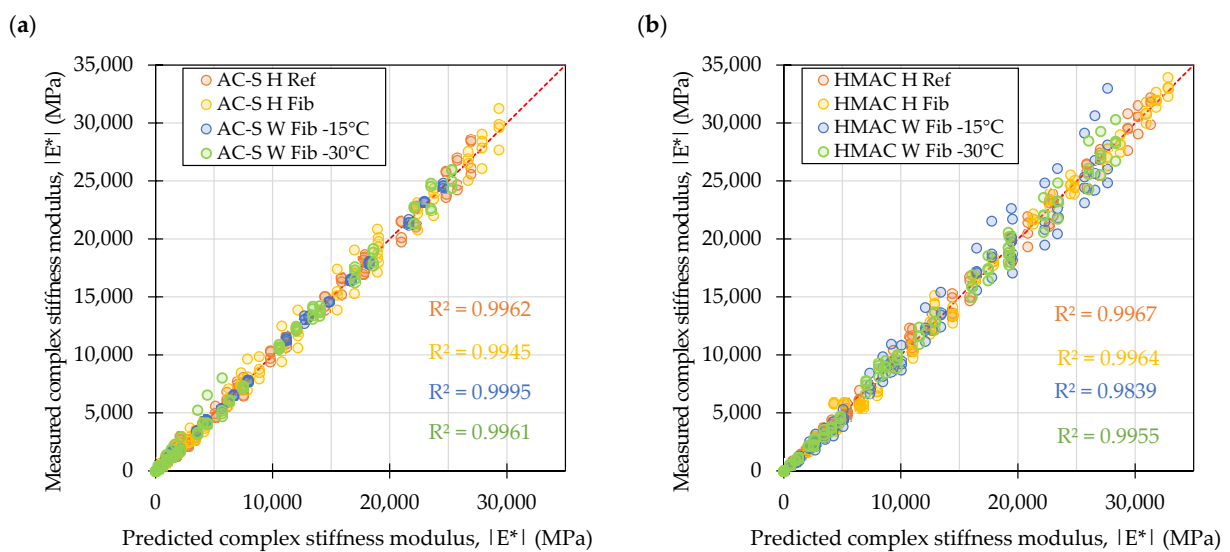 (a)
Measured complex stiffness modulus, |E*| (MPa)
35,000
30,000
25,000
20,000
15,000
10,000
5,000
0
AC-S H Ref
AC-S H Fib
AC-S W Fib -15°C
AC-S W Fib -30°C
R² = 0.9962
R² = 0.9945
R² = 0.9995
R² = 0.9961
0 10,000 20,000 30,000
Predicted complex stiffness modulus, |E*| (MPa)
(b)
Measured complex stiffness modulus, |E*| (MPa)
35,000
30,000
25,000
20,000
15,000
10,000
5,000
0
HMAC H Ref
HMAC H Fib
HMAC W Fib -15°C
HMAC W Fib -30°C
R² = 0.9967
R² = 0.9964
R² = 0.9839
R² = 0.9955
0 10,000 20,000 30,000
Predicted complex stiffness modulus, |E*| (MPa)